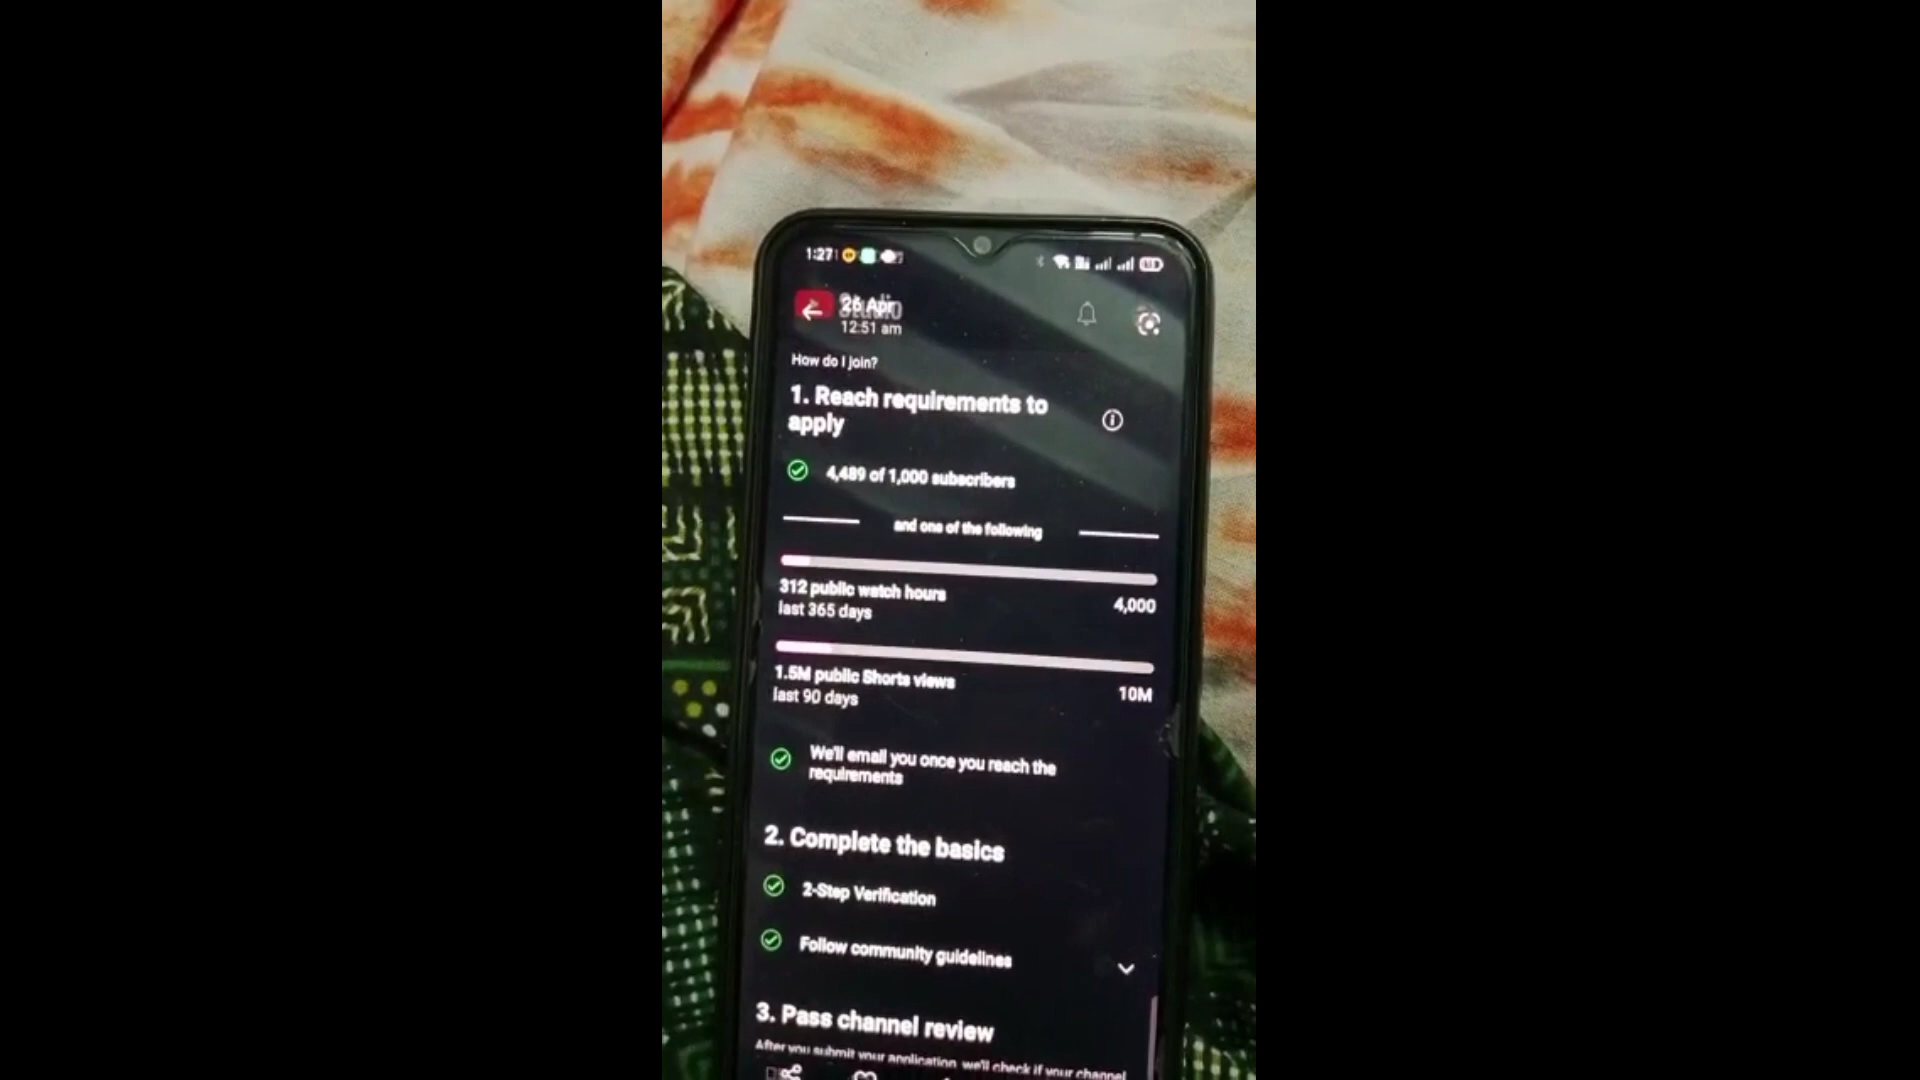 1:27
26 Apr
Studio
12:51 am
How do I join?
1. Reach requirements to
apply
4,489 of 1,000 subscribers
and one of the following
312 public watch hours
4,000
last 365 days
1.5M public Shorts views
10M
last 90 days
We'll email you once you reach the
requirements
2. Complete the basics
2-Step Verification
Follow community guidelines
3. Pass channel review
After you submit your application, we'll check if your channel